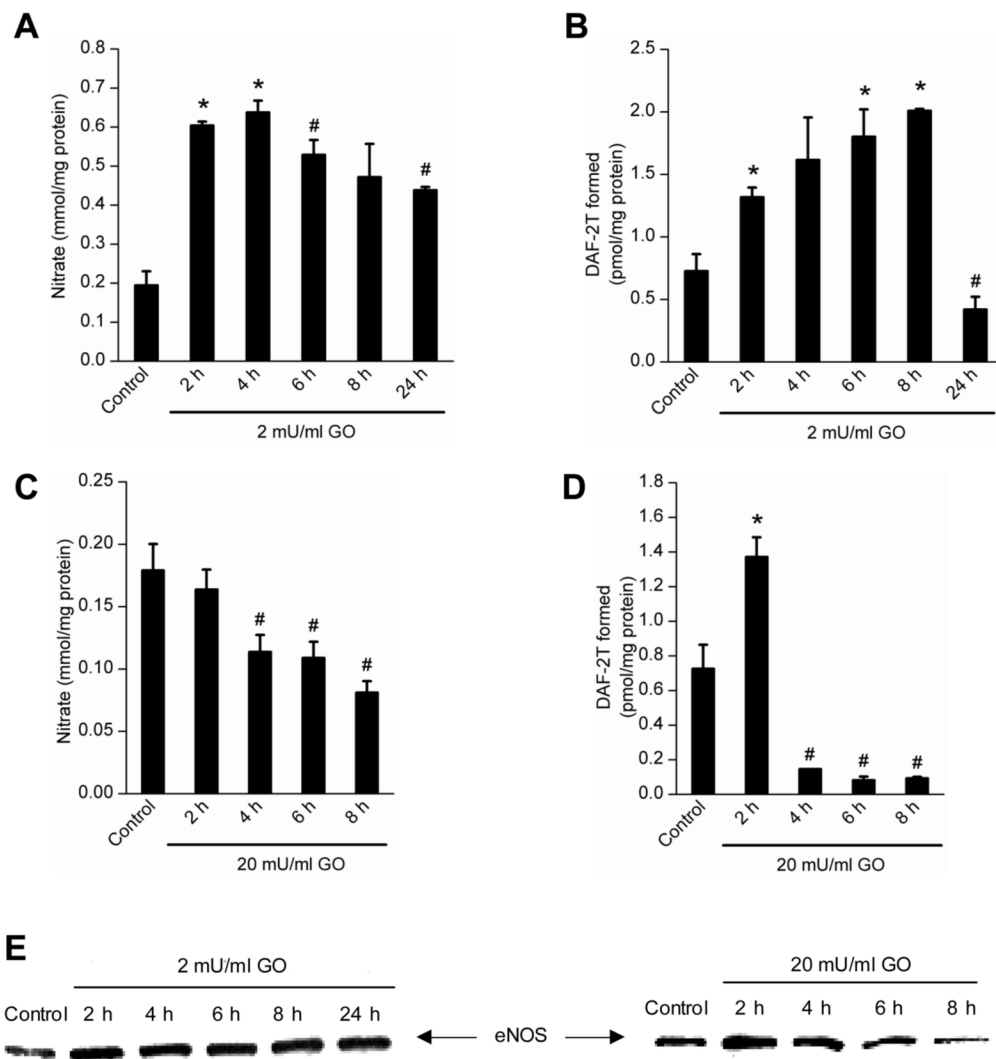 A
Nitrate (mmol/mg protein)
0.8
0.7
0.6
0.5
0.4
0.3
0.2
0.1
0.0
*
*
#
#
Control
2 h
4 h
6 h
8 h
24 h
2 mU/ml GO
B
DAF-2T formed
(pmol/mg protein)
2.5
2.0
1.5
1.0
0.5
0.0
*
*
*
#
Control
2 h
4 h
6 h
8 h
24 h
2 mU/ml GO
C
Nitrate (mmol/mg protein)
0.25
0.20
0.15
0.10
0.05
0.00
#
#
#
Control
2 h
4 h
6 h
8 h
20 mU/ml GO
D
DAF-2T formed
(pmol/mg protein)
1.8
1.6
1.4
1.2
1.0
0.8
0.6
0.4
0.2
0.0
*
#
#
#
Control
2 h
4 h
6 h
8 h
20 mU/ml GO
E
2 mU/ml GO
Control 2 h 4 h 6 h 8 h 24 h
eNOS
20 mU/ml GO
Control 2 h 4 h 6 h 8 h